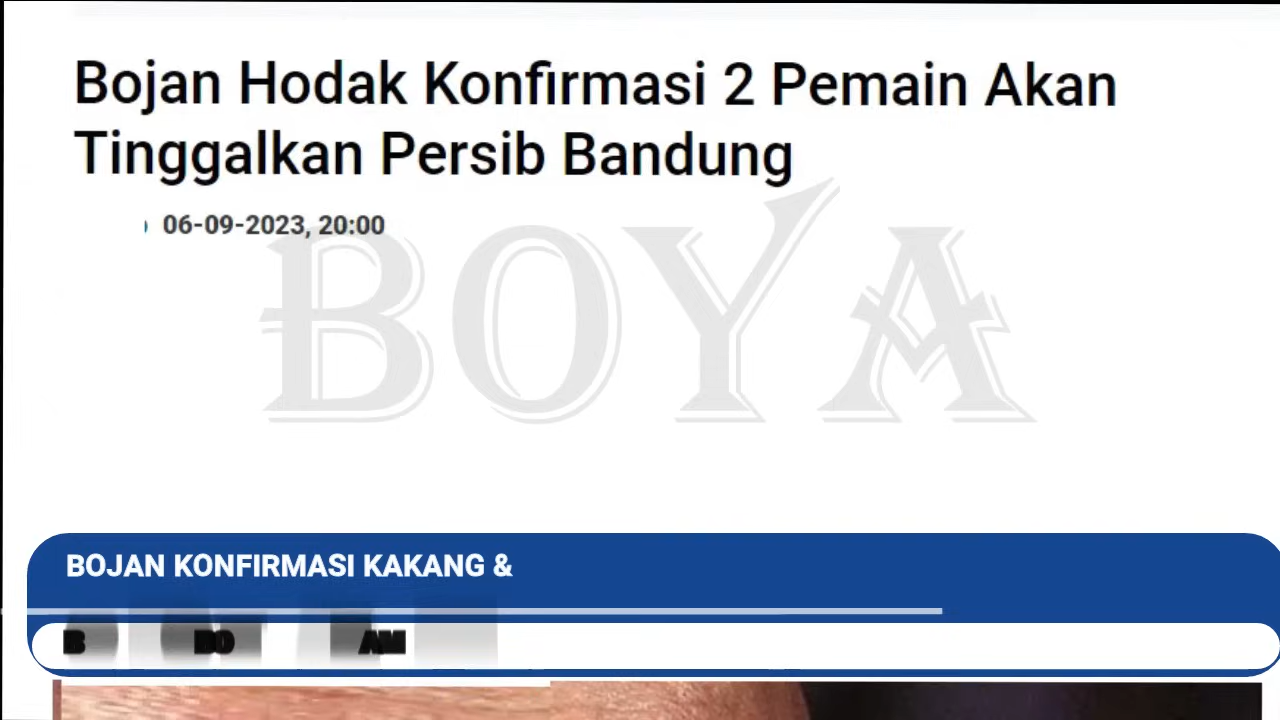 Bojan Hodak Konfirmasi 2 Pemain Akan
Tinggalkan Persib Bandung
06-09-2023, 20:00
BOYA
BOJAN KONFIRMASI KAKANG &